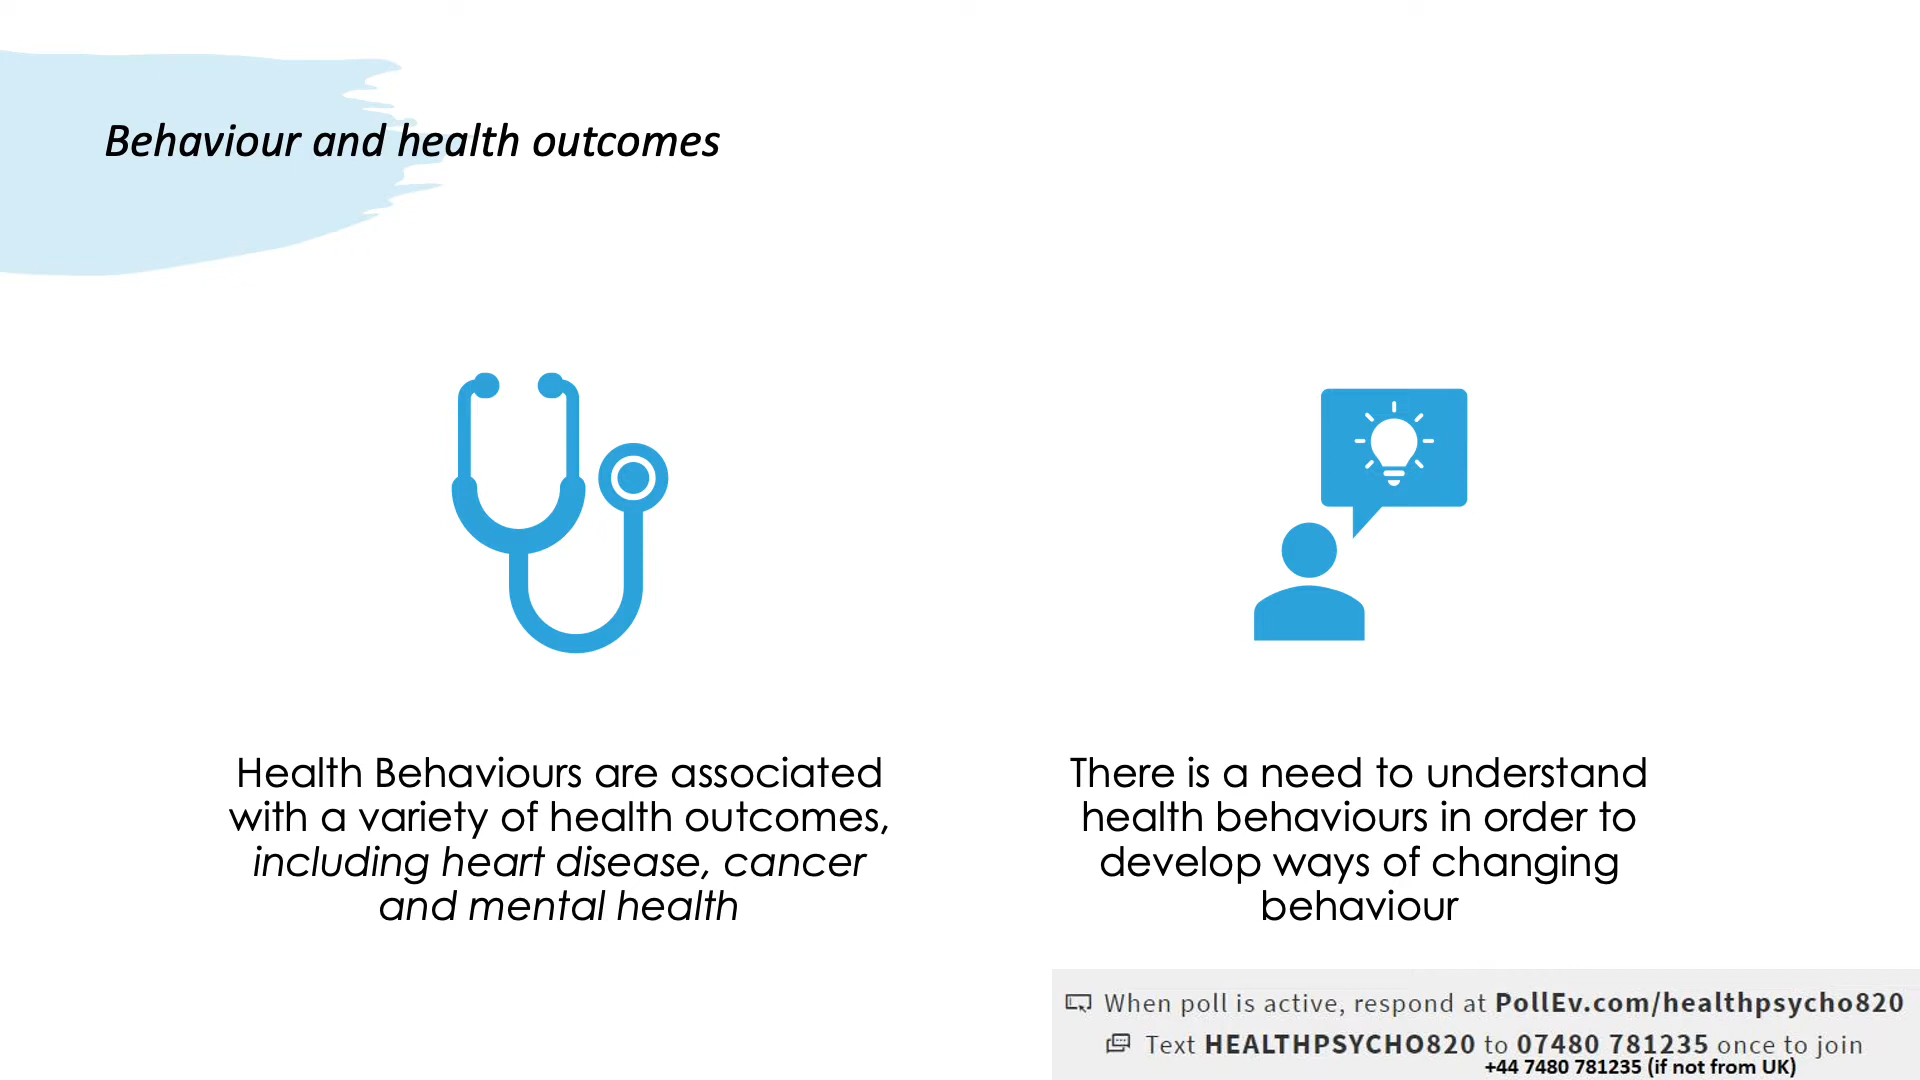 Behaviour and health outcomes
Health Behaviours are associated
with a variety of health outcomes,
including heart disease, cancer
and mental health
There is a need to understand
health behaviours in order to
develop ways of changing
behaviour
When poll is active, respond at PollEv.com/healthpsycho820
Text HEALTHPSYCHO820 to 07480 781235 once to join
+44 7480 781235 (if not from UK)